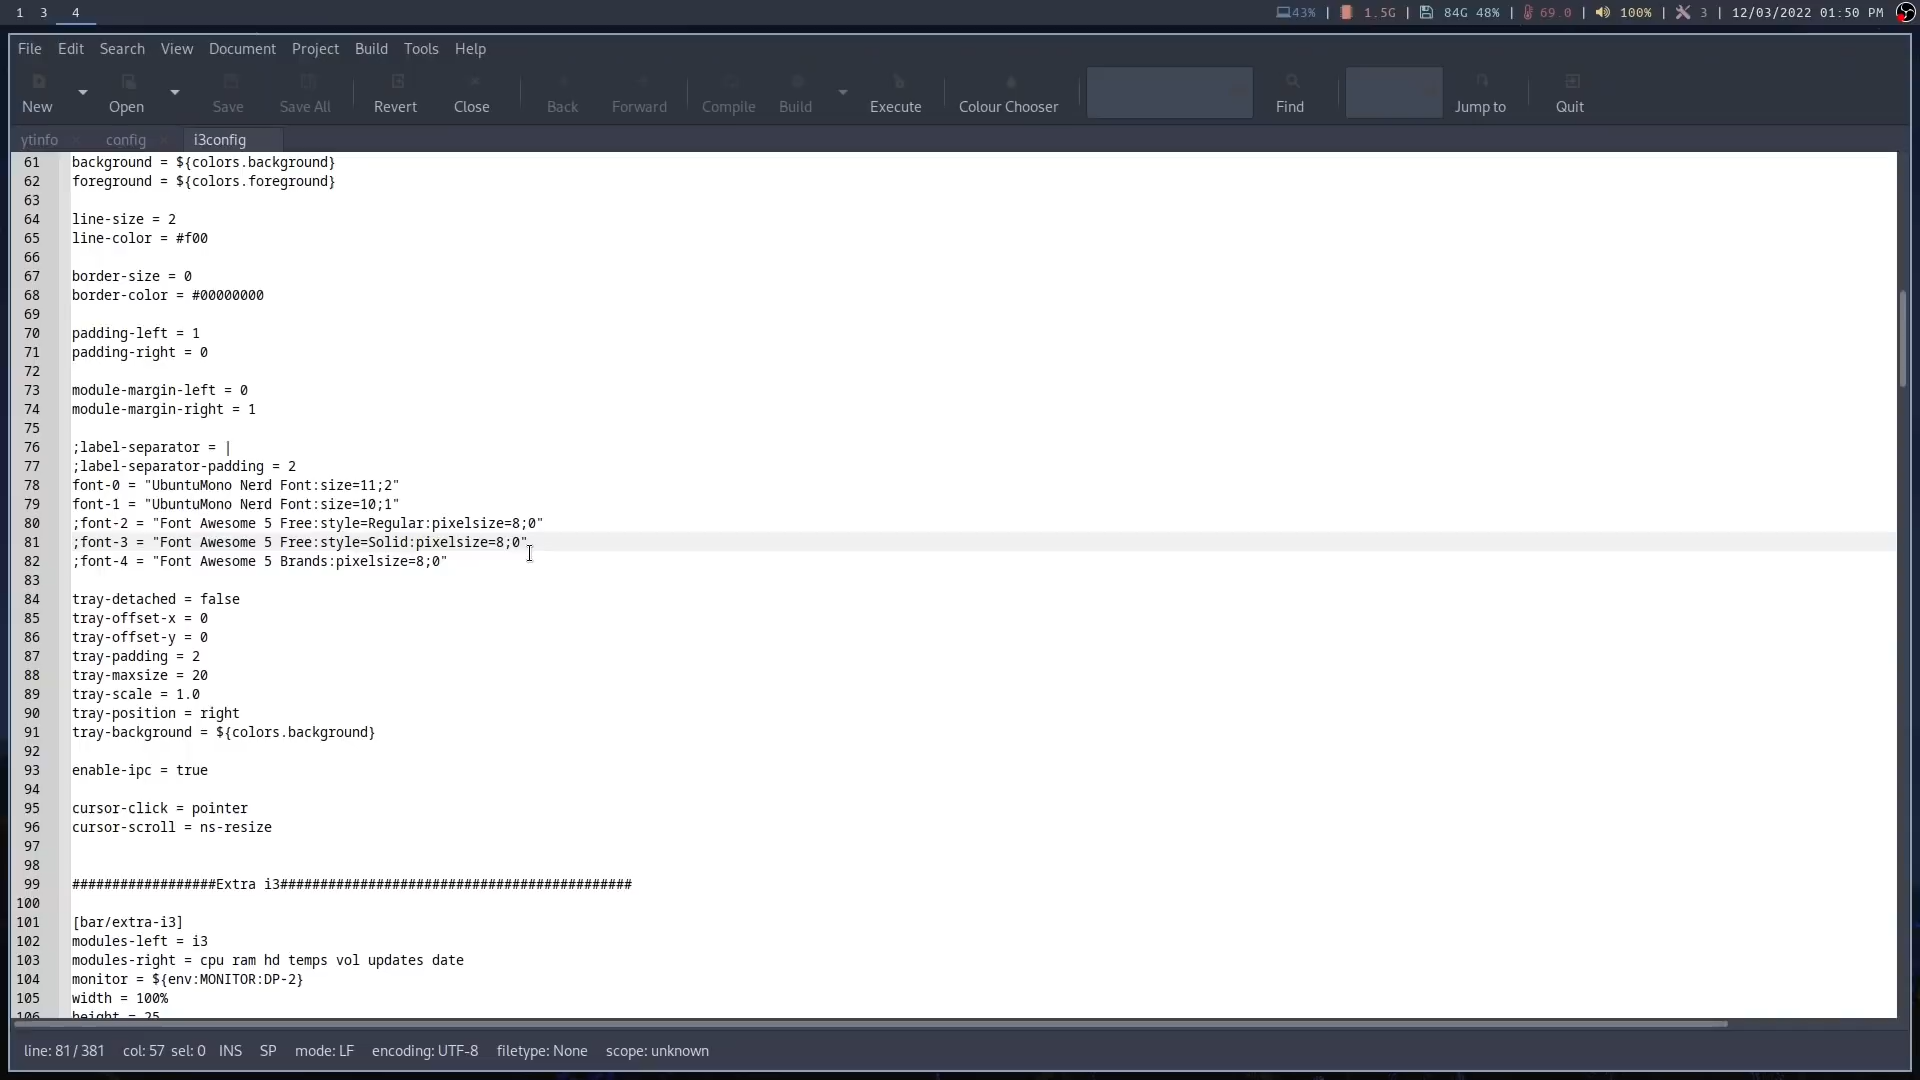 1 3 4 43% | 1.5G | 84G 48% | 69.0 | 100% | 3 | 12/03/2022 01:50 PM
File Edit Search View Document Project Build Tools Help
New Open Save Save All Revert Close Back Forward Compile Build Execute Colour Chooser Find Jump to Quit
ytinfo config i3config
61 background = ${colors.background}
62 foreground = ${colors.foreground}
63
64 line-size = 2
65 line-color = #f00
66
67 border-size = 0
68 border-color = #00000000
69
70 padding-left = 1
71 padding-right = 0
72
73 module-margin-left = 0
74 module-margin-right = 1
75
76 ;label-separator = |
77 ;label-separator-padding = 2
78 font-0 = "UbuntuMono Nerd Font:size=11;2"
79 font-1 = "UbuntuMono Nerd Font:size=10;1"
80 ;font-2 = "Font Awesome 5 Free:style=Regular:pixelsize=8;0"
81 ;font-3 = "Font Awesome 5 Free:style=Solid:pixelsize=8;0"
82 ;font-4 = "Font Awesome 5 Brands:pixelsize=8;0"
83
84 tray-detached = false
85 tray-offset-x = 0
86 tray-offset-y = 0
87 tray-padding = 2
88 tray-maxsize = 20
89 tray-scale = 1.0
90 tray-position = right
91 tray-background = ${colors.background}
92
93 enable-ipc = true
94
95 cursor-click = pointer
96 cursor-scroll = ns-resize
97
98
99 ##################Extra i3############################################
100
101 [bar/extra-i3]
102 modules-left = i3
103 modules-right = cpu ram hd temps vol updates date
104 monitor = ${env:MONITOR:DP-2}
105 width = 100%
106 height = 25
line: 81 / 381 col: 57 sel: 0 INS SP mode: LF encoding: UTF-8 filetype: None scope: unknown